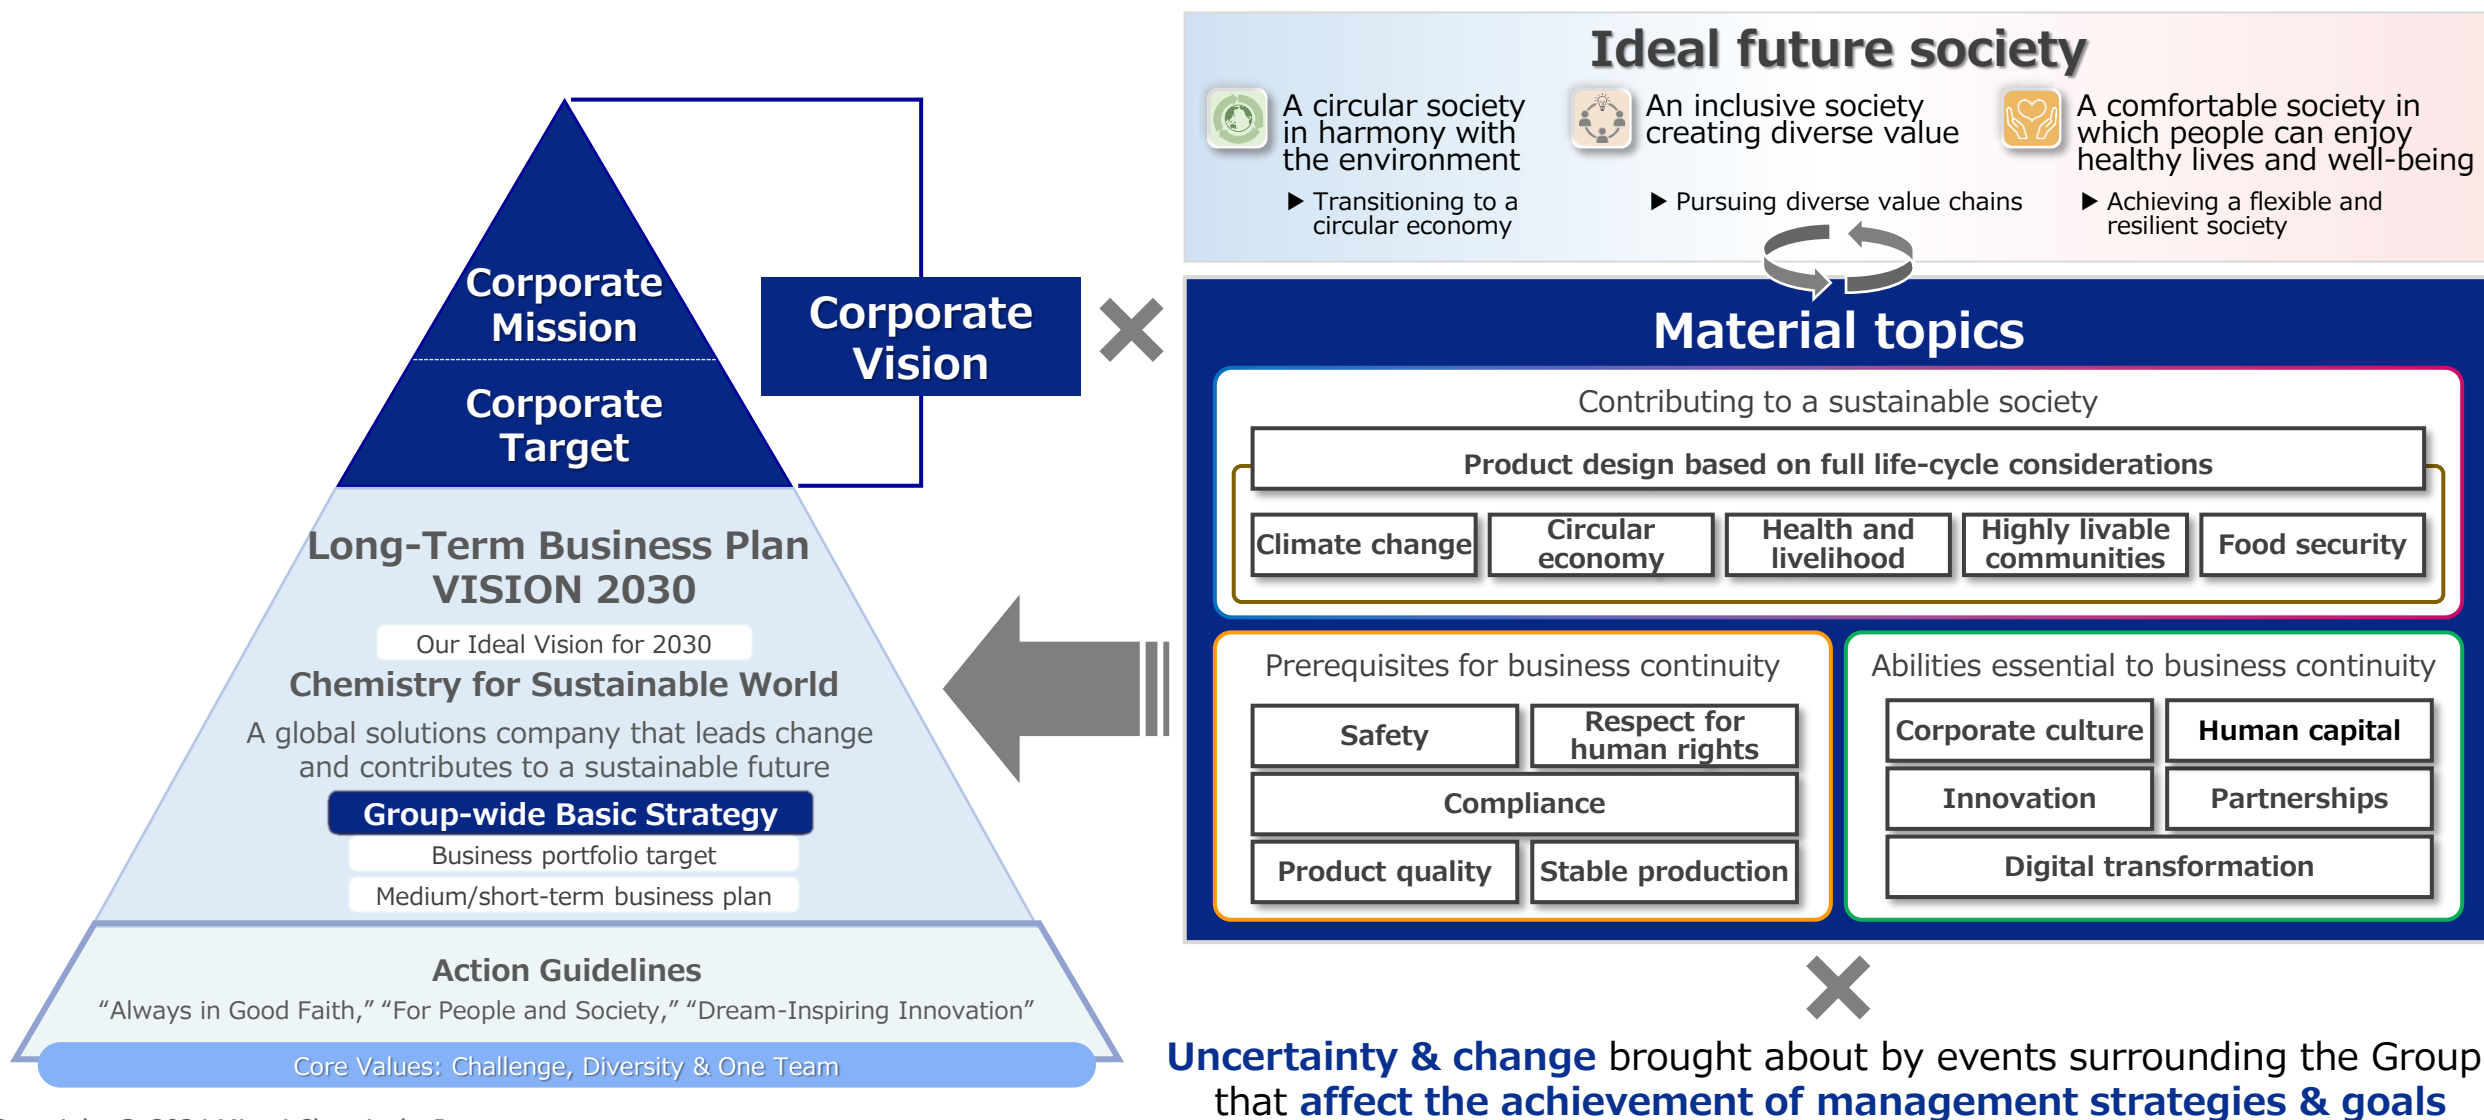 Corporate
Mission
Corporate
Target
Corporate
Vision
Long-Term Business Plan
VISION 2030
Our Ideal Vision for 2030
Chemistry for Sustainable World
A global solutions company that leads change
and contributes to a sustainable future
Group-wide Basic Strategy
Business portfolio target
Medium/short-term business plan
Action Guidelines
“Always in Good Faith,” “For People and Society,” “Dream-Inspiring Innovation”
Core Values: Challenge, Diversity & One Team
Ideal future society
A circular society
in harmony with
the environment
▶ Transitioning to a
circular economy
An inclusive society
creating diverse value
▶ Pursuing diverse value chains
A comfortable society in
which people can enjoy
healthy lives and well-being
▶ Achieving a flexible and
resilient society
Material topics
Contributing to a sustainable society
Product design based on full life-cycle considerations
Climate change
Circular
economy
Health and
livelihood
Highly livable
communities
Food security
Prerequisites for business continuity
Safety
Respect for
human rights
Compliance
Product quality
Stable production
Abilities essential to business continuity
Corporate culture
Human capital
Innovation
Partnerships
Digital transformation
Uncertainty & change brought about by events surrounding the Group
that affect the achievement of management strategies & goals